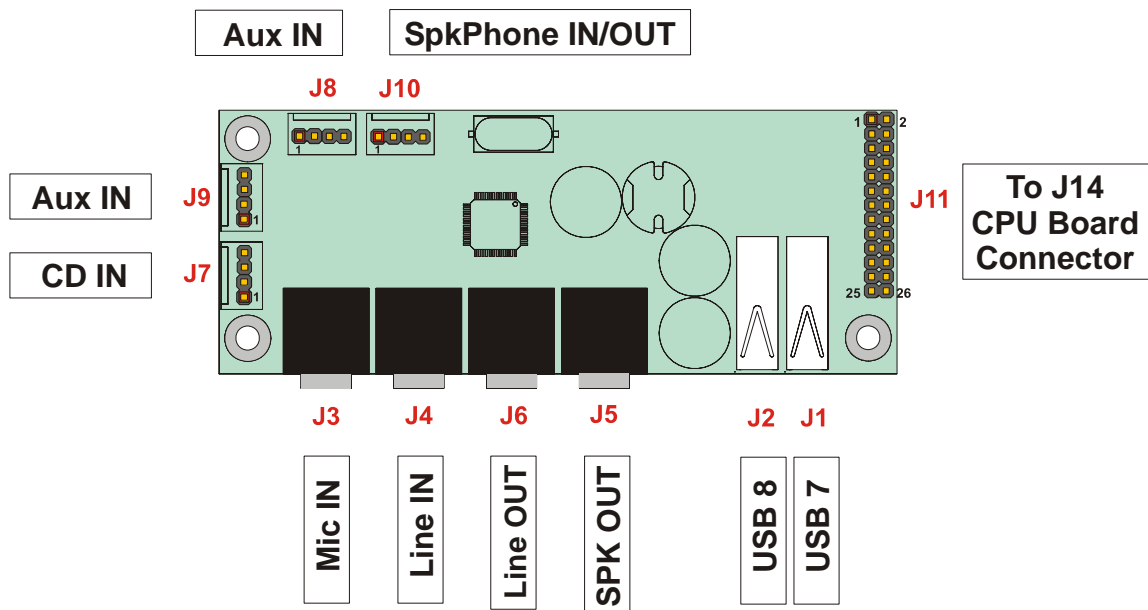 Aux IN
SpkPhone IN/OUT
J8
J10
1
1
1
2
Aux IN
J9
1
J11
To J14
CPU Board
Connector
CD IN
J7
1
25
26
J3
J4
J6
J5
J2
J1
Mic IN
Line IN
Line OUT
SPK OUT
USB 8
USB 7